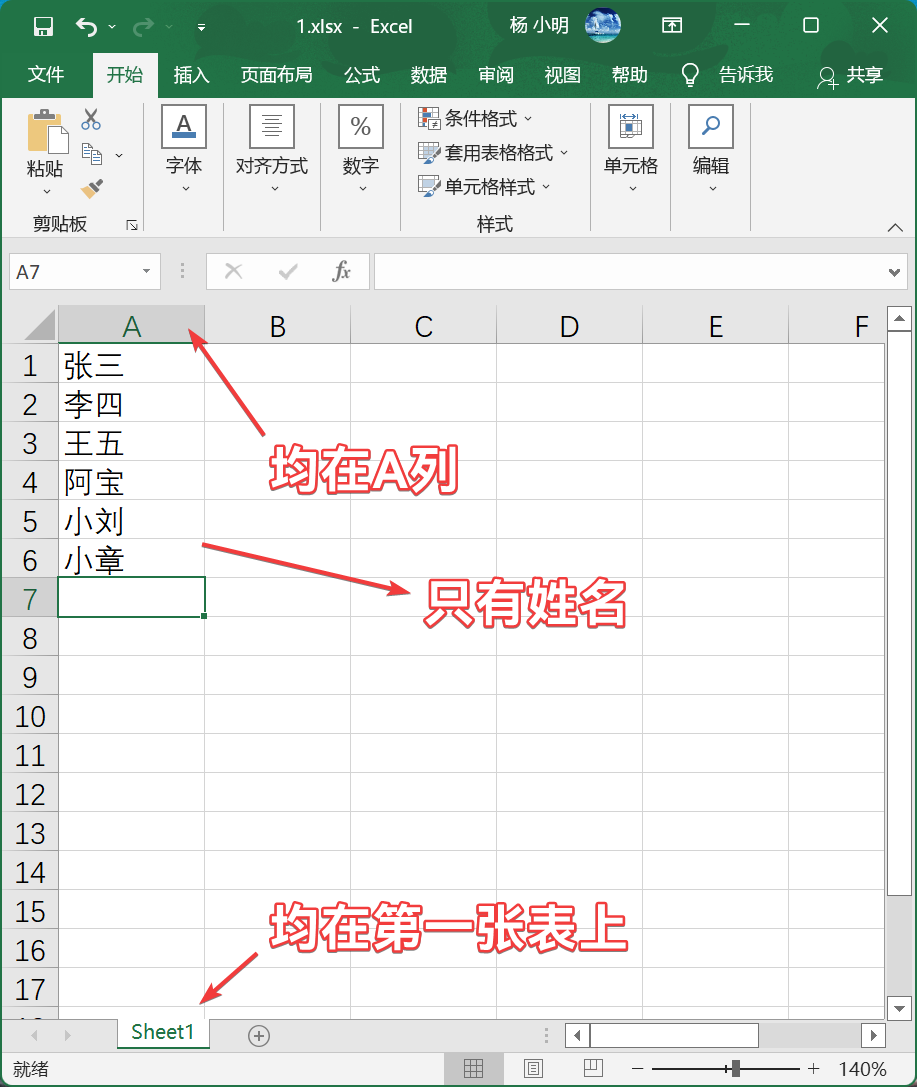 1.xlsx - Excel
杨 小明
文件 开始 插入 页面布局 公式 数据 审阅 视图 帮助 告诉我 共享
粘贴
剪贴板
A
字体
对齐方式
%
数字
条件格式
套用表格格式
单元格样式
样式
单元格
编辑
A7
fx
A B C D E F
1 张三
2 李四
3 王五
4 阿宝
5 小刘
6 小章
7
8
9
10
11
12
13
14
15
16
17
均在A列
只有姓名
均在第一张表上
Sheet1
就绪
140%